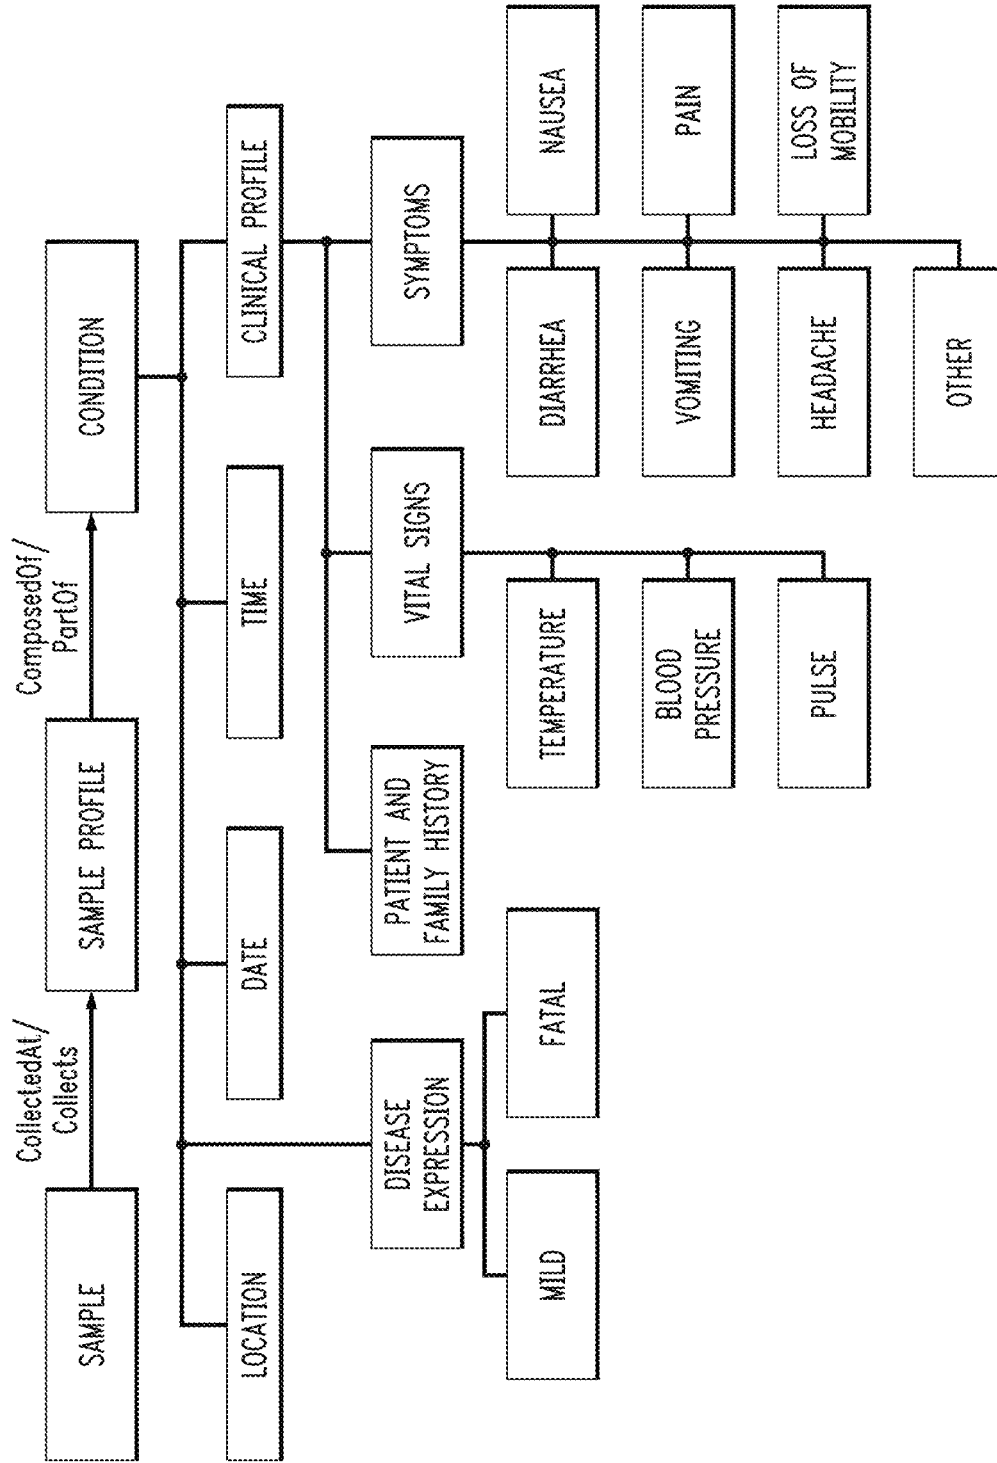 CollectedAt/
Collects
ComposedOf/
PartOf
SAMPLE
SAMPLE PROFILE
CONDITION
LOCATION
DATE
TIME
CLINICAL PROFILE
DISEASE
EXPRESSION
PATIENT AND
FAMILY HISTORY
VITAL SIGNS
SYMPTOMS
MILD
FATAL
TEMPERATURE
DIARRHEA
NAUSEA
BLOOD
PRESSURE
VOMITING
PAIN
PULSE
HEADACHE
LOSS OF
MOBILITY
OTHER